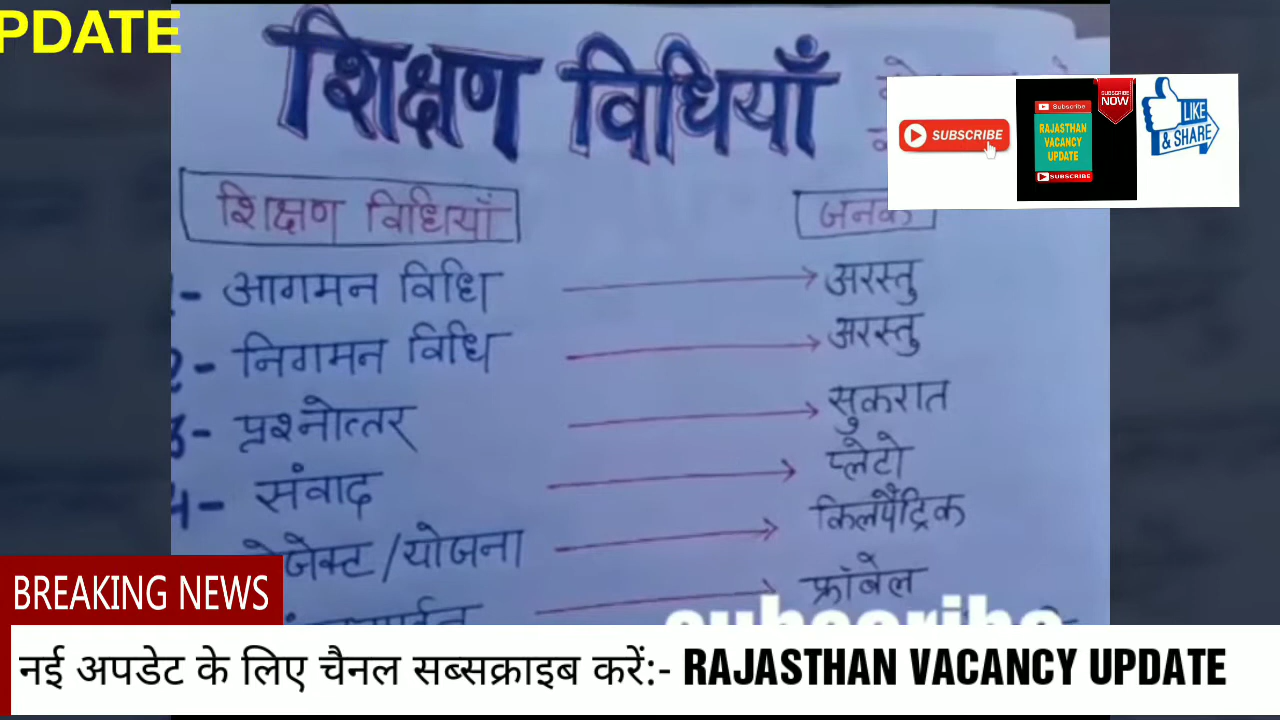 PDATE
शिक्षण विधियाँ
SUBSCRIBE
Subscribe
SUBSCRIBE NOW
RAJASTHAN
VACANCY
UPDATE
SUBSCRIBE
LIKE
& SHARE
शिक्षण विधियाँ जनक
आगमन विधि → अरस्तु
2- निगमन विधि → अरस्तु
3- प्रश्नोत्तर → सुकरात
4- संवाद → प्लेटो
/योजना → किलपैट्रिक
→ फ्रॉबेल
subscribe
BREAKING NEWS
नई अपडेट के लिए चैनल सब्सक्राइब करें:- RAJASTHAN VACANCY UPDATE